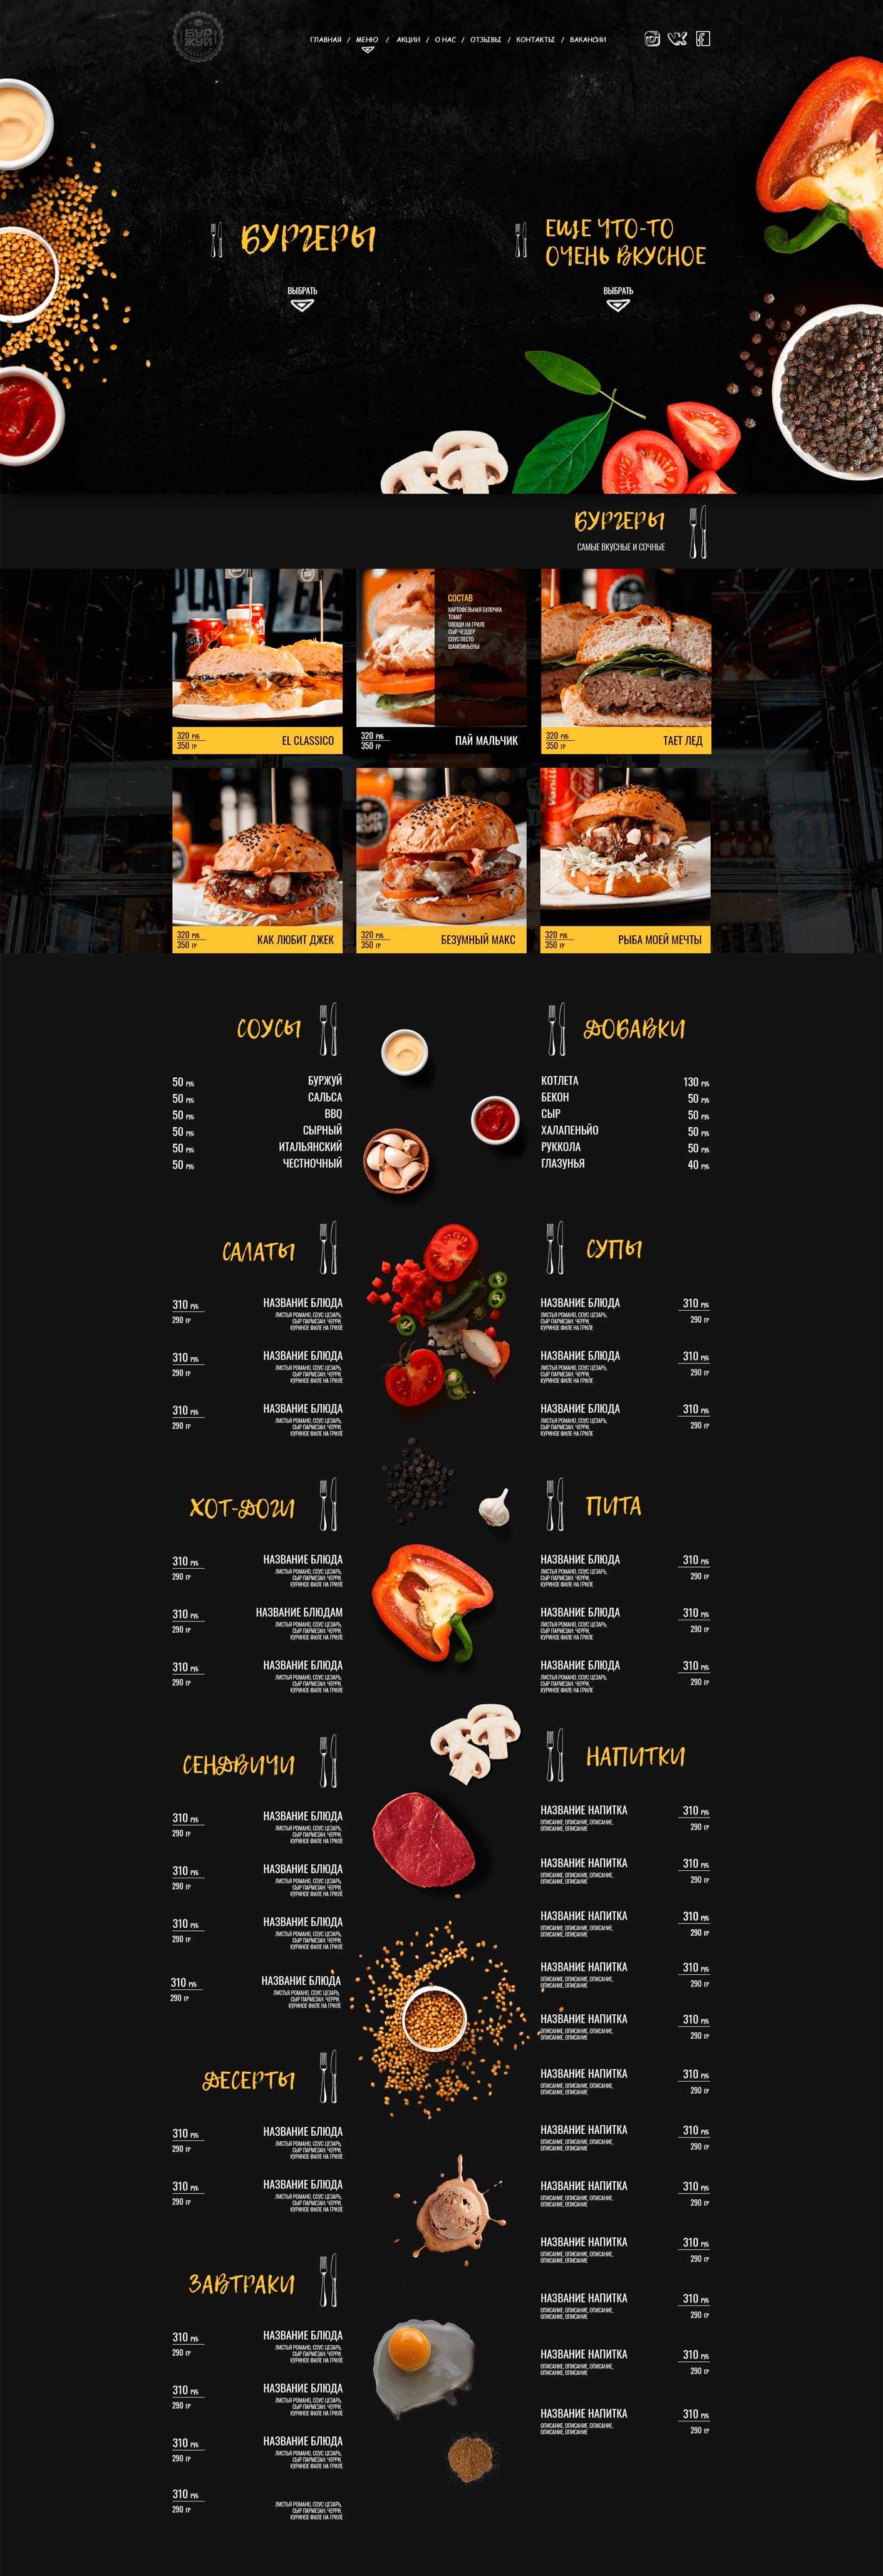 БУР
ЖУЙ
ГЛАВНАЯ / МЕНЮ / АКЦИИ / О НАС / ОТЗЫВЫ / КОНТАКТЫ / ВАКАНСИИ
БУРГЕРЫ
ВЫБРАТЬ
ЕЩЕ ЧТО-ТО
ОЧЕНЬ ВКУСНОЕ
ВЫБРАТЬ
БУРГЕРЫ
САМЫЕ ВКУСНЫЕ И СОЧНЫЕ
320 РУБ
350 ГР
EL CLASSICO
СОСТАВ
КАРТОФЕЛЬНАЯ БУЛОЧКА
ТОМАТ
ОВОЩИ НА ГРИЛЕ
СЫР ЧЕДДЕР
СОУС ПЕСТО
ШАМПИНЬЕНЫ
320 РУБ
350 ГР
ПАЙ МАЛЬЧИК
320 РУБ
350 ГР
ТАЕТ ЛЕД
320 РУБ
350 ГР
КАК ЛЮБИТ ДЖЕК
320 РУБ
350 ГР
БЕЗУМНЫЙ МАКС
320 РУБ
350 ГР
РЫБА МОЕЙ МЕЧТЫ
СОУСЫ
50 РУБ БУРЖУЙ
50 РУБ САЛЬСА
50 РУБ BBQ
50 РУБ СЫРНЫЙ
50 РУБ ИТАЛЬЯНСКИЙ
50 РУБ ЧЕСТНОЧНЫЙ
ДОБАВКИ
КОТЛЕТА 130 РУБ
БЕКОН 50 РУБ
СЫР 50 РУБ
ХАЛАПЕНЬЙО 50 РУБ
РУККОЛА 50 РУБ
ГЛАЗУНЬЯ 40 РУБ
САЛАТЫ
310 РУБ НАЗВАНИЕ БЛЮДА
290 ГР ЛИСТЬЯ РОМАНО, СОУС ЦЕЗАРЬ,
СЫР ПАРМЕЗАН. ЧЕРРИ,
КУРИНОЕ ФИЛЕ НА ГРИЛЕ
310 РУБ НАЗВАНИЕ БЛЮДА
290 ГР ЛИСТЬЯ РОМАНО, СОУС ЦЕЗАРЬ,
СЫР ПАРМЕЗАН. ЧЕРРИ,
КУРИНОЕ ФИЛЕ НА ГРИЛЕ
310 РУБ НАЗВАНИЕ БЛЮДА
290 ГР ЛИСТЬЯ РОМАНО, СОУС ЦЕЗАРЬ,
СЫР ПАРМЕЗАН. ЧЕРРИ,
КУРИНОЕ ФИЛЕ НА ГРИЛЕ
СУПЫ
НАЗВАНИЕ БЛЮДА 310 РУБ
ЛИСТЬЯ РОМАНО, СОУС ЦЕЗАРЬ, 290 ГР
СЫР ПАРМЕЗАН. ЧЕРРИ,
КУРИНОЕ ФИЛЕ НА ГРИЛЕ
НАЗВАНИЕ БЛЮДА 310 РУБ
ЛИСТЬЯ РОМАНО, СОУС ЦЕЗАРЬ, 290 ГР
СЫР ПАРМЕЗАН. ЧЕРРИ,
КУРИНОЕ ФИЛЕ НА ГРИЛЕ
НАЗВАНИЕ БЛЮДА 310 РУБ
ЛИСТЬЯ РОМАНО, СОУС ЦЕЗАРЬ, 290 ГР
СЫР ПАРМЕЗАН. ЧЕРРИ,
КУРИНОЕ ФИЛЕ НА ГРИЛЕ
ХОТ-ДОГИ
310 РУБ НАЗВАНИЕ БЛЮДА
290 ГР ЛИСТЬЯ РОМАНО, СОУС ЦЕЗАРЬ,
СЫР ПАРМЕЗАН. ЧЕРРИ,
КУРИНОЕ ФИЛЕ НА ГРИЛЕ
310 РУБ НАЗВАНИЕ БЛЮДАМ
290 ГР ЛИСТЬЯ РОМАНО, СОУС ЦЕЗАРЬ,
СЫР ПАРМЕЗАН. ЧЕРРИ,
КУРИНОЕ ФИЛЕ НА ГРИЛЕ
310 РУБ НАЗВАНИЕ БЛЮДА
290 ГР ЛИСТЬЯ РОМАНО, СОУС ЦЕЗАРЬ,
СЫР ПАРМЕЗАН. ЧЕРРИ,
КУРИНОЕ ФИЛЕ НА ГРИЛЕ
ПИТА
НАЗВАНИЕ БЛЮДА 310 РУБ
ЛИСТЬЯ РОМАНО, СОУС ЦЕЗАРЬ, 290 ГР
СЫР ПАРМЕЗАН. ЧЕРРИ,
КУРИНОЕ ФИЛЕ НА ГРИЛЕ
НАЗВАНИЕ БЛЮДА 310 РУБ
ЛИСТЬЯ РОМАНО, СОУС ЦЕЗАРЬ, 290 ГР
СЫР ПАРМЕЗАН. ЧЕРРИ,
КУРИНОЕ ФИЛЕ НА ГРИЛЕ
НАЗВАНИЕ БЛЮДА 310 РУБ
ЛИСТЬЯ РОМАНО, СОУС ЦЕЗАРЬ, 290 ГР
СЫР ПАРМЕЗАН. ЧЕРРИ,
КУРИНОЕ ФИЛЕ НА ГРИЛЕ
СЕНДВИЧИ
310 РУБ НАЗВАНИЕ БЛЮДА
290 ГР ЛИСТЬЯ РОМАНО, СОУС ЦЕЗАРЬ,
СЫР ПАРМЕЗАН. ЧЕРРИ,
КУРИНОЕ ФИЛЕ НА ГРИЛЕ
310 РУБ НАЗВАНИЕ БЛЮДА
290 ГР ЛИСТЬЯ РОМАНО, СОУС ЦЕЗАРЬ,
СЫР ПАРМЕЗАН. ЧЕРРИ,
КУРИНОЕ ФИЛЕ НА ГРИЛЕ
310 РУБ НАЗВАНИЕ БЛЮДА
290 ГР ЛИСТЬЯ РОМАНО, СОУС ЦЕЗАРЬ,
СЫР ПАРМЕЗАН. ЧЕРРИ,
КУРИНОЕ ФИЛЕ НА ГРИЛЕ
310 РУБ НАЗВАНИЕ БЛЮДА
290 ГР ЛИСТЬЯ РОМАНО, СОУС ЦЕЗАРЬ,
СЫР ПАРМЕЗАН. ЧЕРРИ,
КУРИНОЕ ФИЛЕ НА ГРИЛЕ
ДЕСЕРТЫ
310 РУБ НАЗВАНИЕ БЛЮДА
290 ГР ЛИСТЬЯ РОМАНО, СОУС ЦЕЗАРЬ,
СЫР ПАРМЕЗАН. ЧЕРРИ,
КУРИНОЕ ФИЛЕ НА ГРИЛЕ
310 РУБ НАЗВАНИЕ БЛЮДА
290 ГР ЛИСТЬЯ РОМАНО, СОУС ЦЕЗАРЬ,
СЫР ПАРМЕЗАН. ЧЕРРИ,
КУРИНОЕ ФИЛЕ НА ГРИЛЕ
ЗАВТРАКИ
310 РУБ НАЗВАНИЕ БЛЮДА
290 ГР ЛИСТЬЯ РОМАНО, СОУС ЦЕЗАРЬ,
СЫР ПАРМЕЗАН. ЧЕРРИ,
КУРИНОЕ ФИЛЕ НА ГРИЛЕ
310 РУБ НАЗВАНИЕ БЛЮДА
290 ГР ЛИСТЬЯ РОМАНО, СОУС ЦЕЗАРЬ,
СЫР ПАРМЕЗАН. ЧЕРРИ,
КУРИНОЕ ФИЛЕ НА ГРИЛЕ
310 РУБ НАЗВАНИЕ БЛЮДА
290 ГР ЛИСТЬЯ РОМАНО, СОУС ЦЕЗАРЬ,
СЫР ПАРМЕЗАН. ЧЕРРИ,
КУРИНОЕ ФИЛЕ НА ГРИЛЕ
310 РУБ
290 ГР ЛИСТЬЯ РОМАНО, СОУС ЦЕЗАРЬ,
СЫР ПАРМЕЗАН. ЧЕРРИ,
КУРИНОЕ ФИЛЕ НА ГРИЛЕ
НАПИТКИ
НАЗВАНИЕ НАПИТКА 310 РУБ
ОПИСАНИЕ, ОПИСАНИЕ, ОПИСАНИЕ, 290 ГР
ОПИСАНИЕ, ОПИСАНИЕ
НАЗВАНИЕ НАПИТКА 310 РУБ
ОПИСАНИЕ, ОПИСАНИЕ, ОПИСАНИЕ, 290 ГР
ОПИСАНИЕ, ОПИСАНИЕ
НАЗВАНИЕ НАПИТКА 310 РУБ
ОПИСАНИЕ, ОПИСАНИЕ, ОПИСАНИЕ, 290 ГР
ОПИСАНИЕ, ОПИСАНИЕ
НАЗВАНИЕ НАПИТКА 310 РУБ
ОПИСАНИЕ, ОПИСАНИЕ, ОПИСАНИЕ, 290 ГР
ОПИСАНИЕ, ОПИСАНИЕ
НАЗВАНИЕ НАПИТКА 310 РУБ
ОПИСАНИЕ, ОПИСАНИЕ, ОПИСАНИЕ, 290 ГР
ОПИСАНИЕ, ОПИСАНИЕ
НАЗВАНИЕ НАПИТКА 310 РУБ
ОПИСАНИЕ, ОПИСАНИЕ, ОПИСАНИЕ, 290 ГР
ОПИСАНИЕ, ОПИСАНИЕ
НАЗВАНИЕ НАПИТКА 310 РУБ
ОПИСАНИЕ, ОПИСАНИЕ, ОПИСАНИЕ, 290 ГР
ОПИСАНИЕ, ОПИСАНИЕ
НАЗВАНИЕ НАПИТКА 310 РУБ
ОПИСАНИЕ, ОПИСАНИЕ, ОПИСАНИЕ, 290 ГР
ОПИСАНИЕ, ОПИСАНИЕ
НАЗВАНИЕ НАПИТКА 310 РУБ
ОПИСАНИЕ, ОПИСАНИЕ, ОПИСАНИЕ, 290 ГР
ОПИСАНИЕ, ОПИСАНИЕ
НАЗВАНИЕ НАПИТКА 310 РУБ
ОПИСАНИЕ, ОПИСАНИЕ, ОПИСАНИЕ, 290 ГР
ОПИСАНИЕ, ОПИСАНИЕ
НАЗВАНИЕ НАПИТКА 310 РУБ
ОПИСАНИЕ, ОПИСАНИЕ, ОПИСАНИЕ, 290 ГР
ОПИСАНИЕ, ОПИСАНИЕ
НАЗВАНИЕ НАПИТКА 310 РУБ
ОПИСАНИЕ, ОПИСАНИЕ, ОПИСАНИЕ, 290 ГР
ОПИСАНИЕ, ОПИСАНИЕ